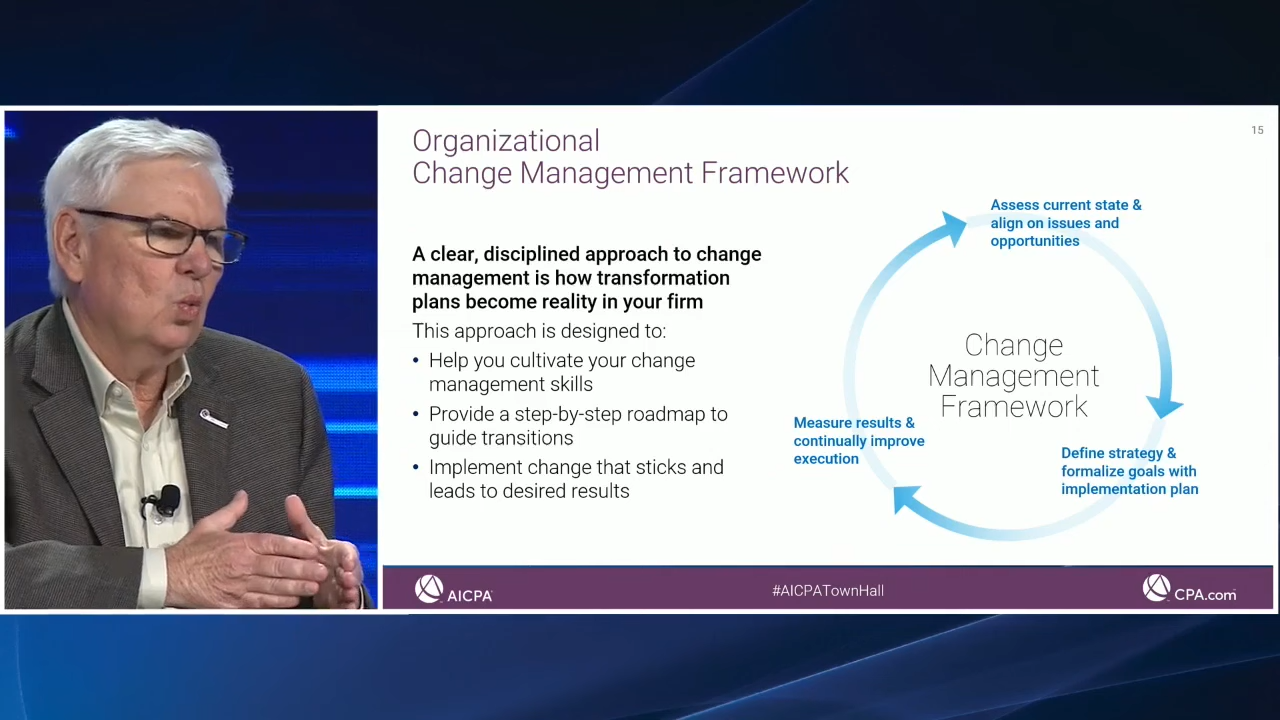 Organizational
Change Management Framework
15
A clear, disciplined approach to change
management is how transformation
plans become reality in your firm
This approach is designed to:
• Help you cultivate your change
management skills
• Provide a step-by-step roadmap to
guide transitions
• Implement change that sticks and
leads to desired results
Assess current state &
align on issues and
opportunities
Change
Management
Framework
Measure results &
continually improve
execution
Define strategy &
formalize goals with
implementation plan
AICPA
#AICPATownHall
CPA.com